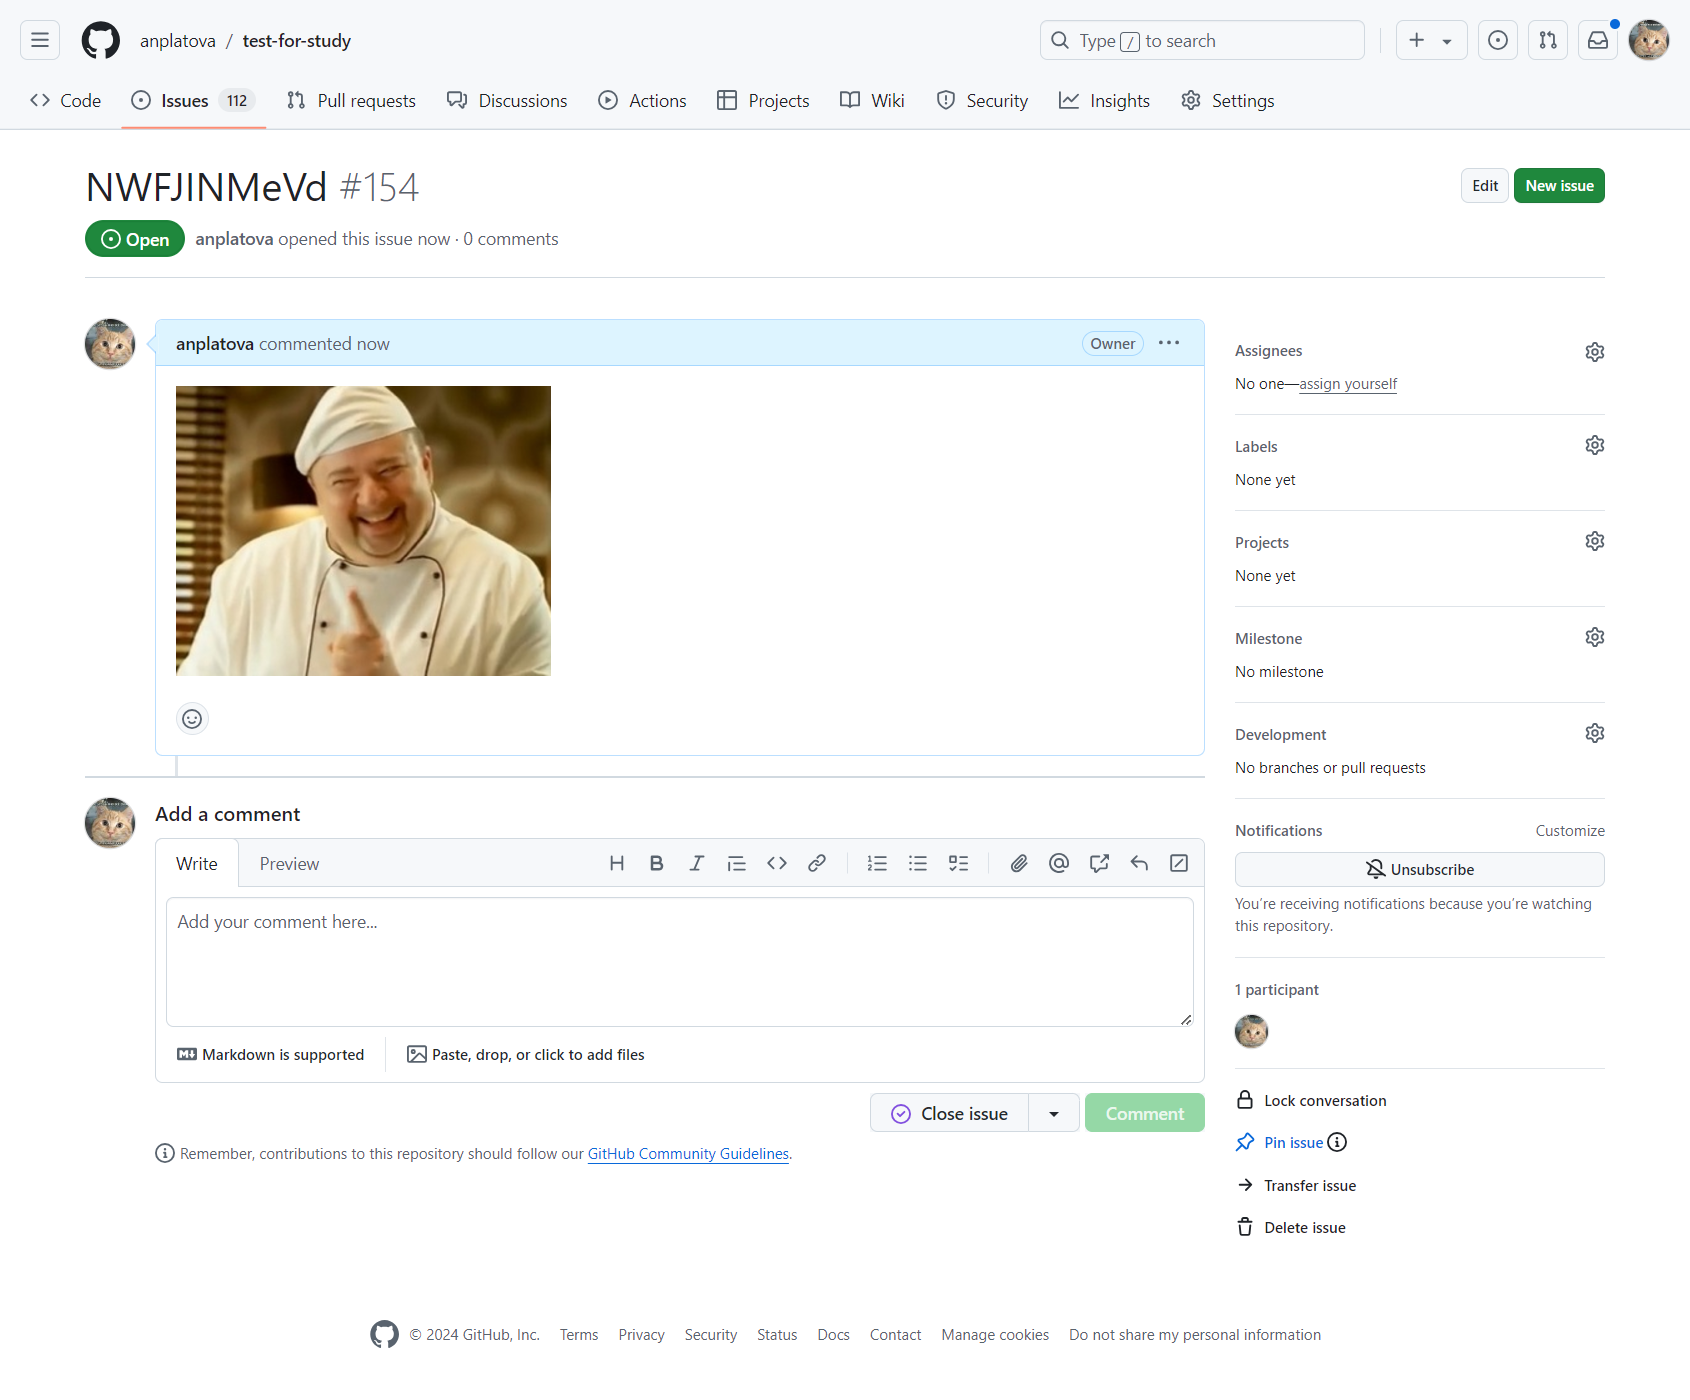 anplatova / test-for-study
Type / to search
Code
Issues 112
Pull requests
Discussions
Actions
Projects
Wiki
Security
Insights
Settings
NWFJINMeVd #154
Edit
New issue
Open
anplatova opened this issue now · 0 comments
anplatova commented now
Owner
Assignees
No one—assign yourself
Labels
None yet
Projects
None yet
Milestone
No milestone
Development
No branches or pull requests
Notifications
Customize
Unsubscribe
You're receiving notifications because you're watching
this repository.
1 participant
Lock conversation
Pin issue
Transfer issue
Delete issue
Add a comment
Write
Preview
Add your comment here...
Markdown is supported
Paste, drop, or click to add files
Close issue
Comment
Remember, contributions to this repository should follow our GitHub Community Guidelines.
© 2024 GitHub, Inc.
Terms
Privacy
Security
Status
Docs
Contact
Manage cookies
Do not share my personal information